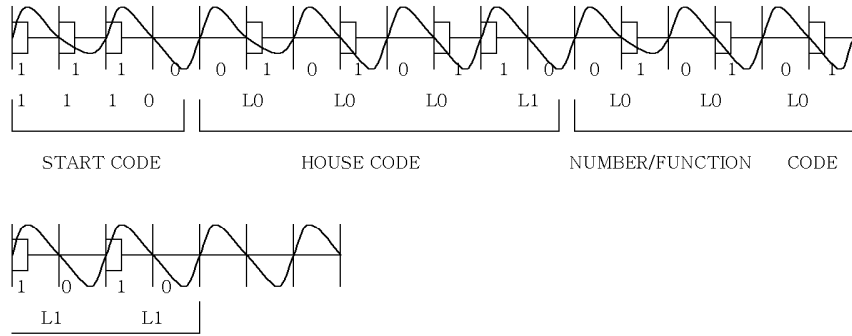 1 1 1 0 0 1 0 1 0 1 1 0 0 1 0 1 0 1
1 1 1 0 L0 L0 L0 L1 L0 L0 L0
START CODE HOUSE CODE NUMBER/FUNCTION CODE
1 0 1 0
L1 L1